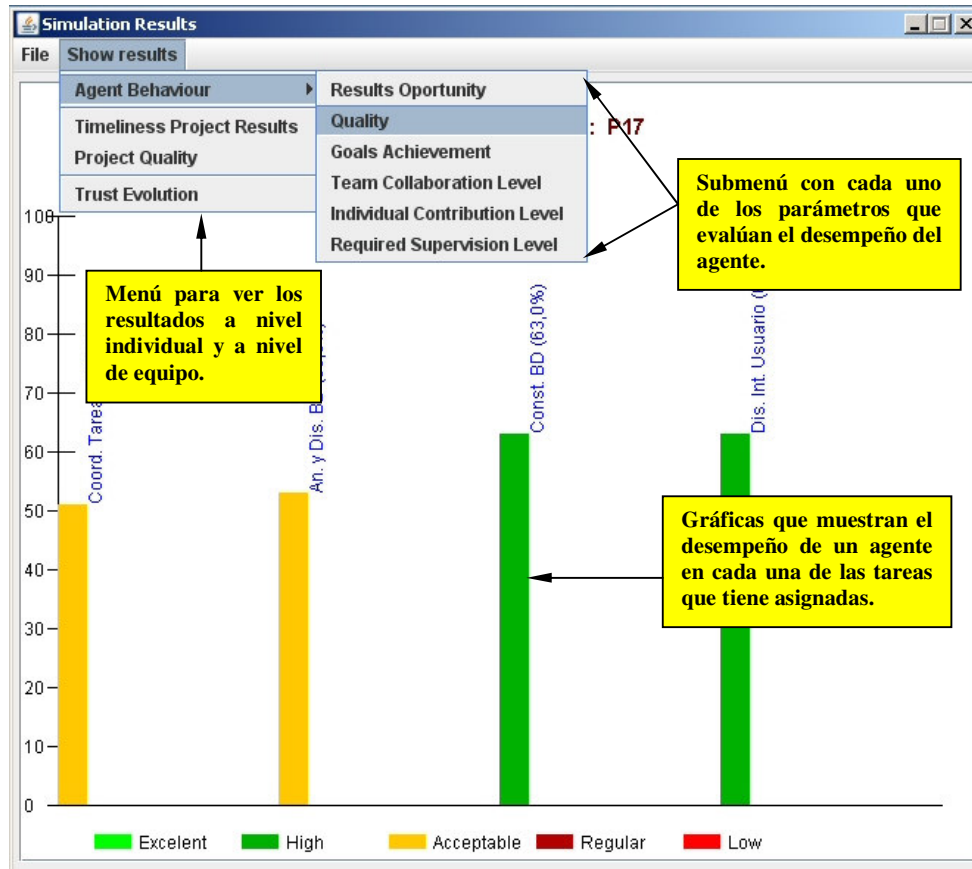 Simulation Results
File Show results
Agent Behaviour
Timeliness Project Results
Project Quality
Trust Evolution
Results Oportunity
Quality
Goals Achievement
Team Collaboration Level
Individual Contribution Level
Required Supervision Level
: P17
Submenú con cada uno
de los parámetros que
evalúan el desempeño del
agente.
Menú para ver los
resultados a nivel
individual y a nivel
de equipo.
Gráficas que muestran el
desempeño de un agente
en cada una de las tareas
que tiene asignadas.
100
90
80
70
60
50
40
30
20
10
0
Coord. Tarea
An. y Dis.
Const. BD (63,0%)
Dis. Int. Usuario
Excelent High Acceptable Regular Low